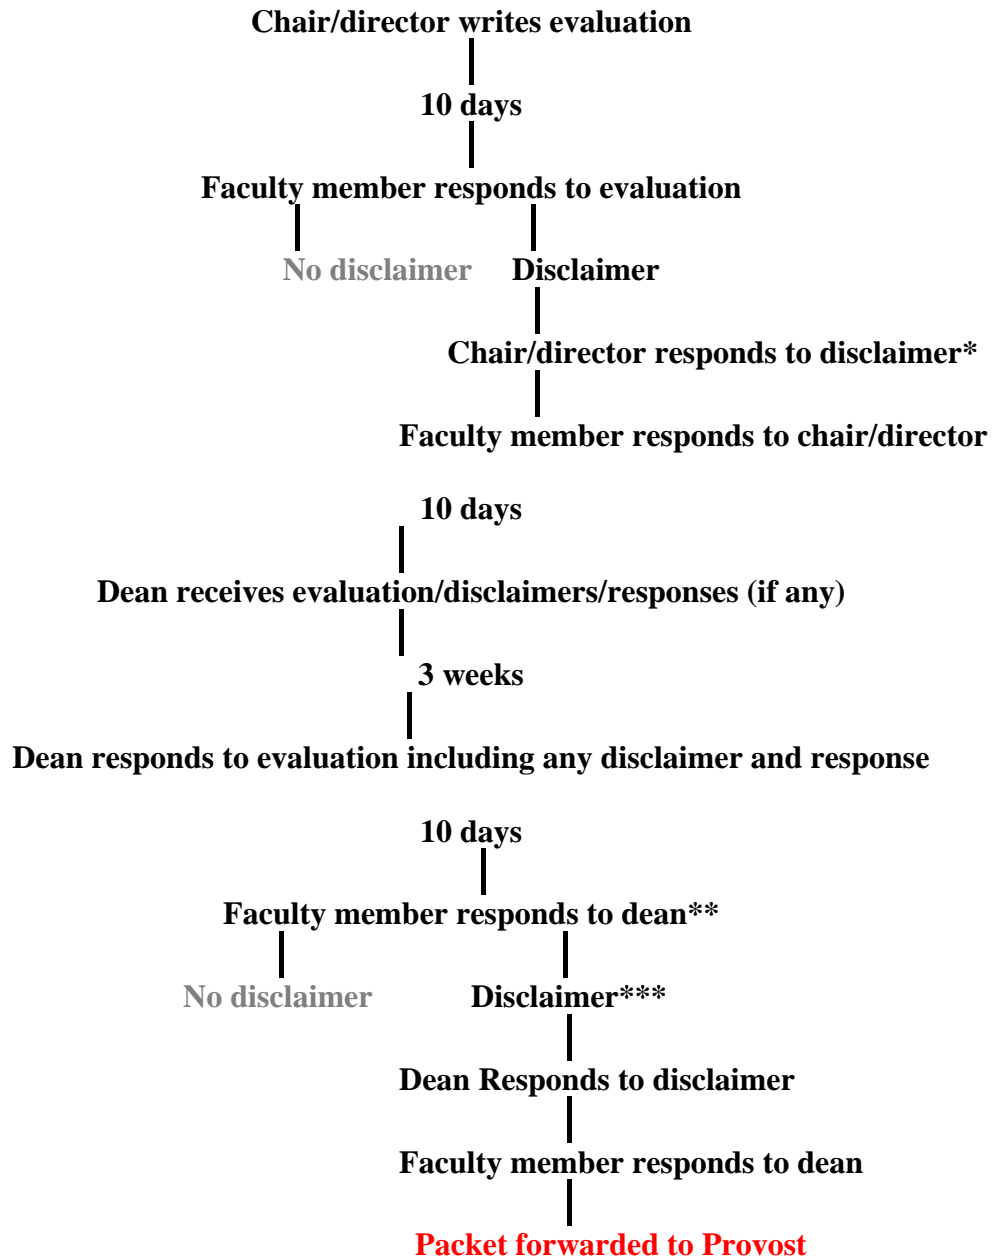 Chair/director writes evaluation
10 days
Faculty member responds to evaluation
No disclaimer Disclaimer
Chair/director responds to disclaimer*
Faculty member responds to chair/director
10 days
Dean receives evaluation/disclaimers/responses (if any)
3 weeks
Dean responds to evaluation including any disclaimer and response
10 days
Faculty member responds to dean**
No disclaimer Disclaimer***
Dean Responds to disclaimer
Faculty member responds to dean
Packet forwarded to Provost